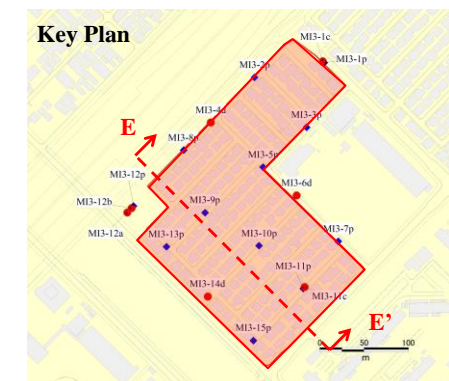 Key Plan
MI3-1c
MI3-1p
MI3-2p
MI3-4d
MI3-3p
E
MI3-8p
MI3-5p
MI3-12p
MI3-6d
MI3-12b
MI3-9p
MI3-12a
MI3-13p
MI3-10p
MI3-7p
MI3-11p
MI3-14d
MI3-11c
E’
MI3-15p
0 50 100
m